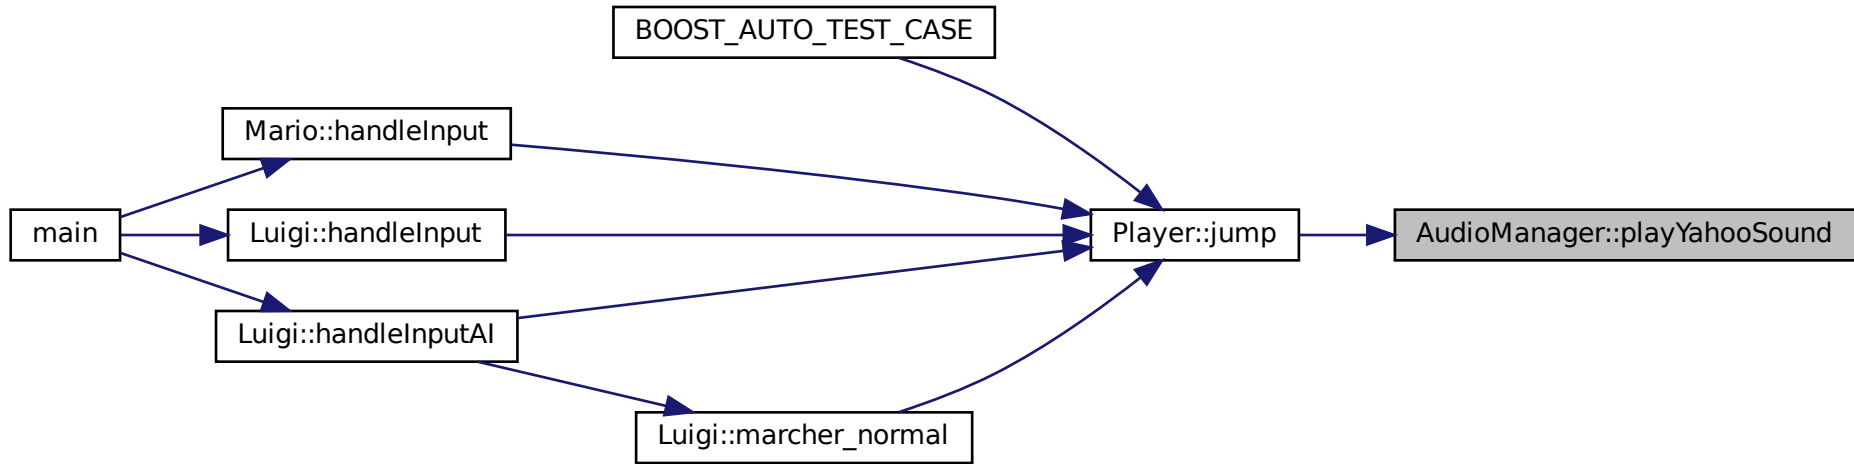 BOOST_AUTO_TEST_CASE
Mario::handleInput
main
Luigi::handleInput
Player::jump
AudioManager::playYahooSound
Luigi::handleInputAI
Luigi::marcher_normal